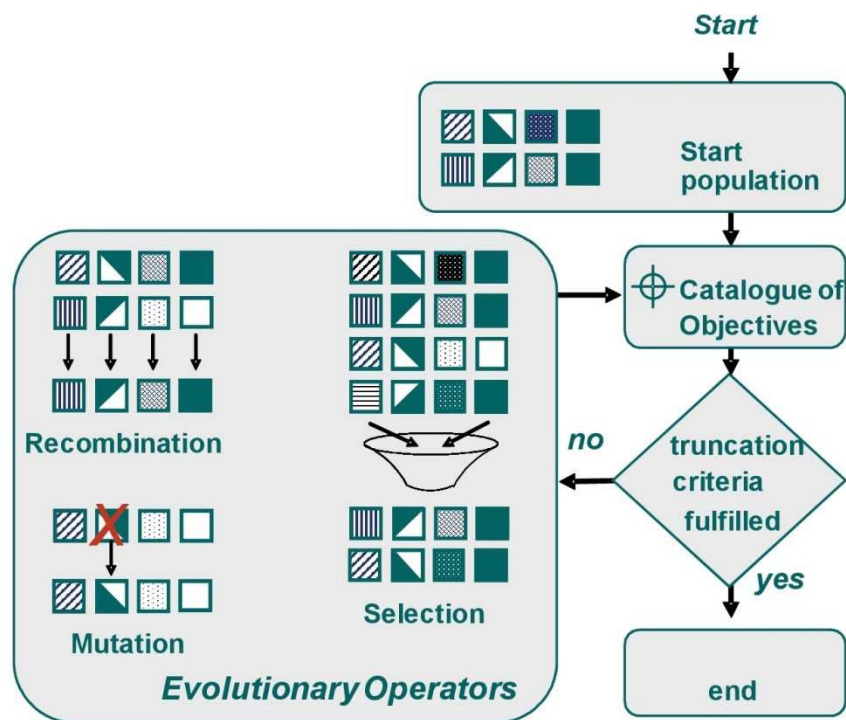 Start
Start
population
Catalogue of
Objectives
truncation
criteria
fulfilled
no
yes
end
Recombination
Mutation
Selection
Evolutionary Operators